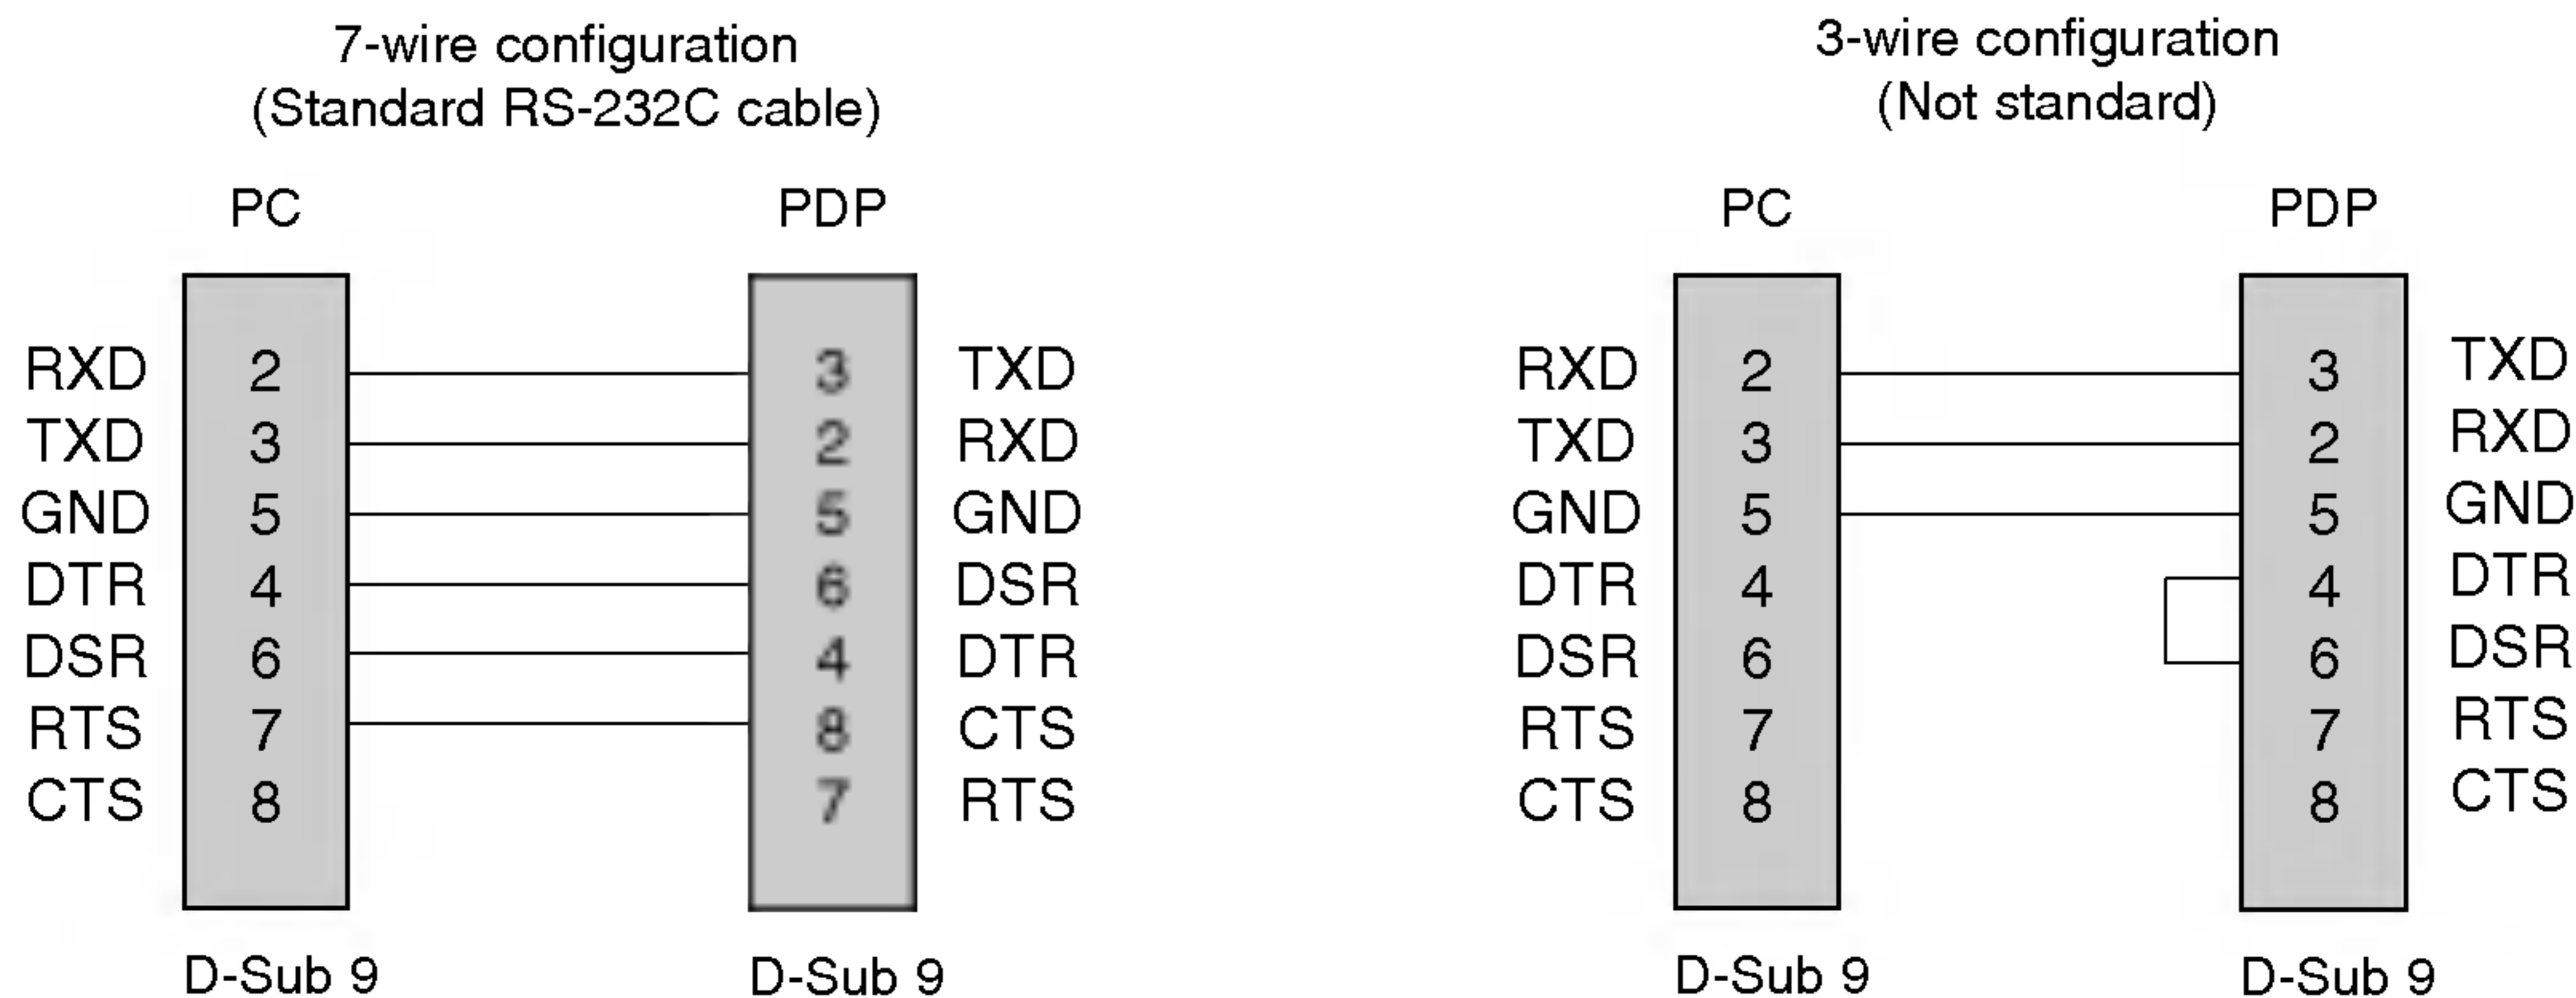 7-wire configuration
(Standard RS-232C cable)
PC PDP
RXD 2 3 TXD
TXD 3 2 RXD
GND 5 5 GND
DTR 4 6 DSR
DSR 6 4 DTR
RTS 7 8 CTS
CTS 8 7 RTS
D-Sub 9 D-Sub 9
3-wire configuration
(Not standard)
PC PDP
RXD 2 3 TXD
TXD 3 2 RXD
GND 5 5 GND
DTR 4 4 DTR
DSR 6 6 DSR
RTS 7 7 RTS
CTS 8 8 CTS
D-Sub 9 D-Sub 9